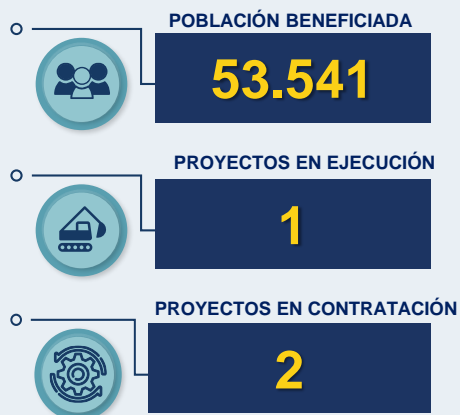 POBLACIÓN BENEFICIADA
53.541
PROYECTOS EN EJECUCIÓN
1
PROYECTOS EN CONTRATACIÓN
2